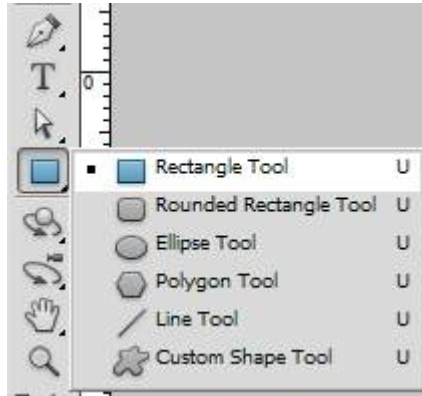 T
0
Rectangle Tool U
Rounded Rectangle Tool U
Ellipse Tool U
Polygon Tool U
Line Tool U
Custom Shape Tool U